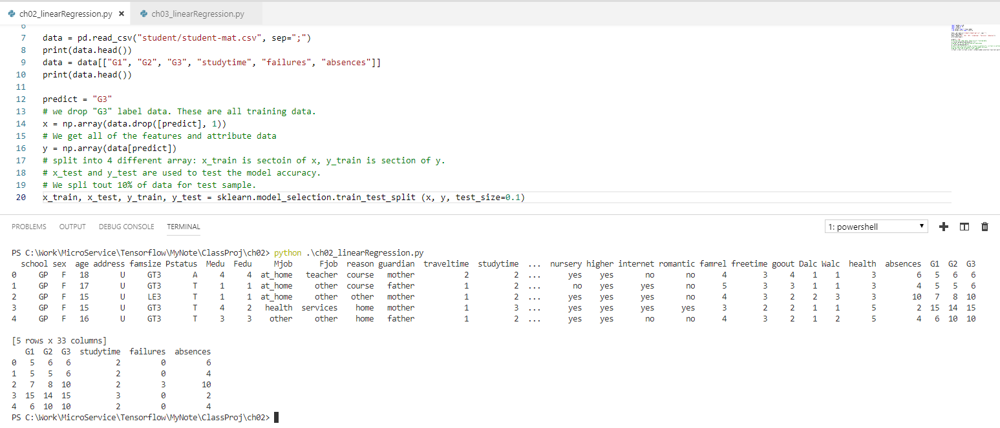 ch02_linearRegression.py × ch03_linearRegression.py
6
7 data = pd.read_csv("student/student-mat.csv", sep=";")
8 print(data.head())
9 data = data[["G1", "G2", "G3", "studytime", "failures", "absences"]]
10 print(data.head())
11
12 predict = "G3"
13 # we drop "G3" label data. These are all training data.
14 x = np.array(data.drop([predict], 1))
15 # We get all of the features and attribute data
16 y = np.array(data[predict])
17 # split into 4 different array: x_train is sectoin of x, y_train is section of y.
18 # x_test and y_test are used to test the model accuracy.
19 # We spli tout 10% of data for test sample.
20 x_train, x_test, y_train, y_test = sklearn.model_selection.train_test_split (x, y, test_size=0.1)
PROBLEMS OUTPUT DEBUG CONSOLE TERMINAL 1: powershell
PS C:\Work\MicroService\Tensorflow\MyNote\ClassProj\ch02> python .\ch02_linearRegression.py
school sex age address famsize Pstatus Medu Fedu Mjob Fjob reason guardian traveltime studytime ... nursery higher internet romantic famrel freetime goout Dalc Walc health absences G1 G2 G3
0 GP F 18 U GT3 A 4 4 at_home teacher course mother 2 2 ... yes yes no no 4 3 4 1 1 3 6 5 6 6
1 GP F 17 U GT3 T 1 1 at_home other course father 1 2 ... no yes yes no 5 3 3 1 1 3 4 5 5 6
2 GP F 15 U LE3 T 1 1 at_home other other mother 1 2 ... yes yes yes no 4 3 2 2 3 3 10 7 8 10
3 GP F 15 U GT3 T 4 2 health services home mother 1 3 ... yes yes yes yes 3 2 2 1 1 5 2 15 14 15
4 GP F 16 U GT3 T 3 3 other other home father 1 2 ... yes yes no no 4 3 2 1 2 5 4 6 10 10
[5 rows x 33 columns]
G1 G2 G3 studytime failures absences
0 5 6 6 2 0 6
1 5 5 6 2 0 4
2 7 8 10 2 3 10
3 15 14 15 3 0 2
4 6 10 10 2 0 4
PS C:\Work\MicroService\Tensorflow\MyNote\ClassProj\ch02>